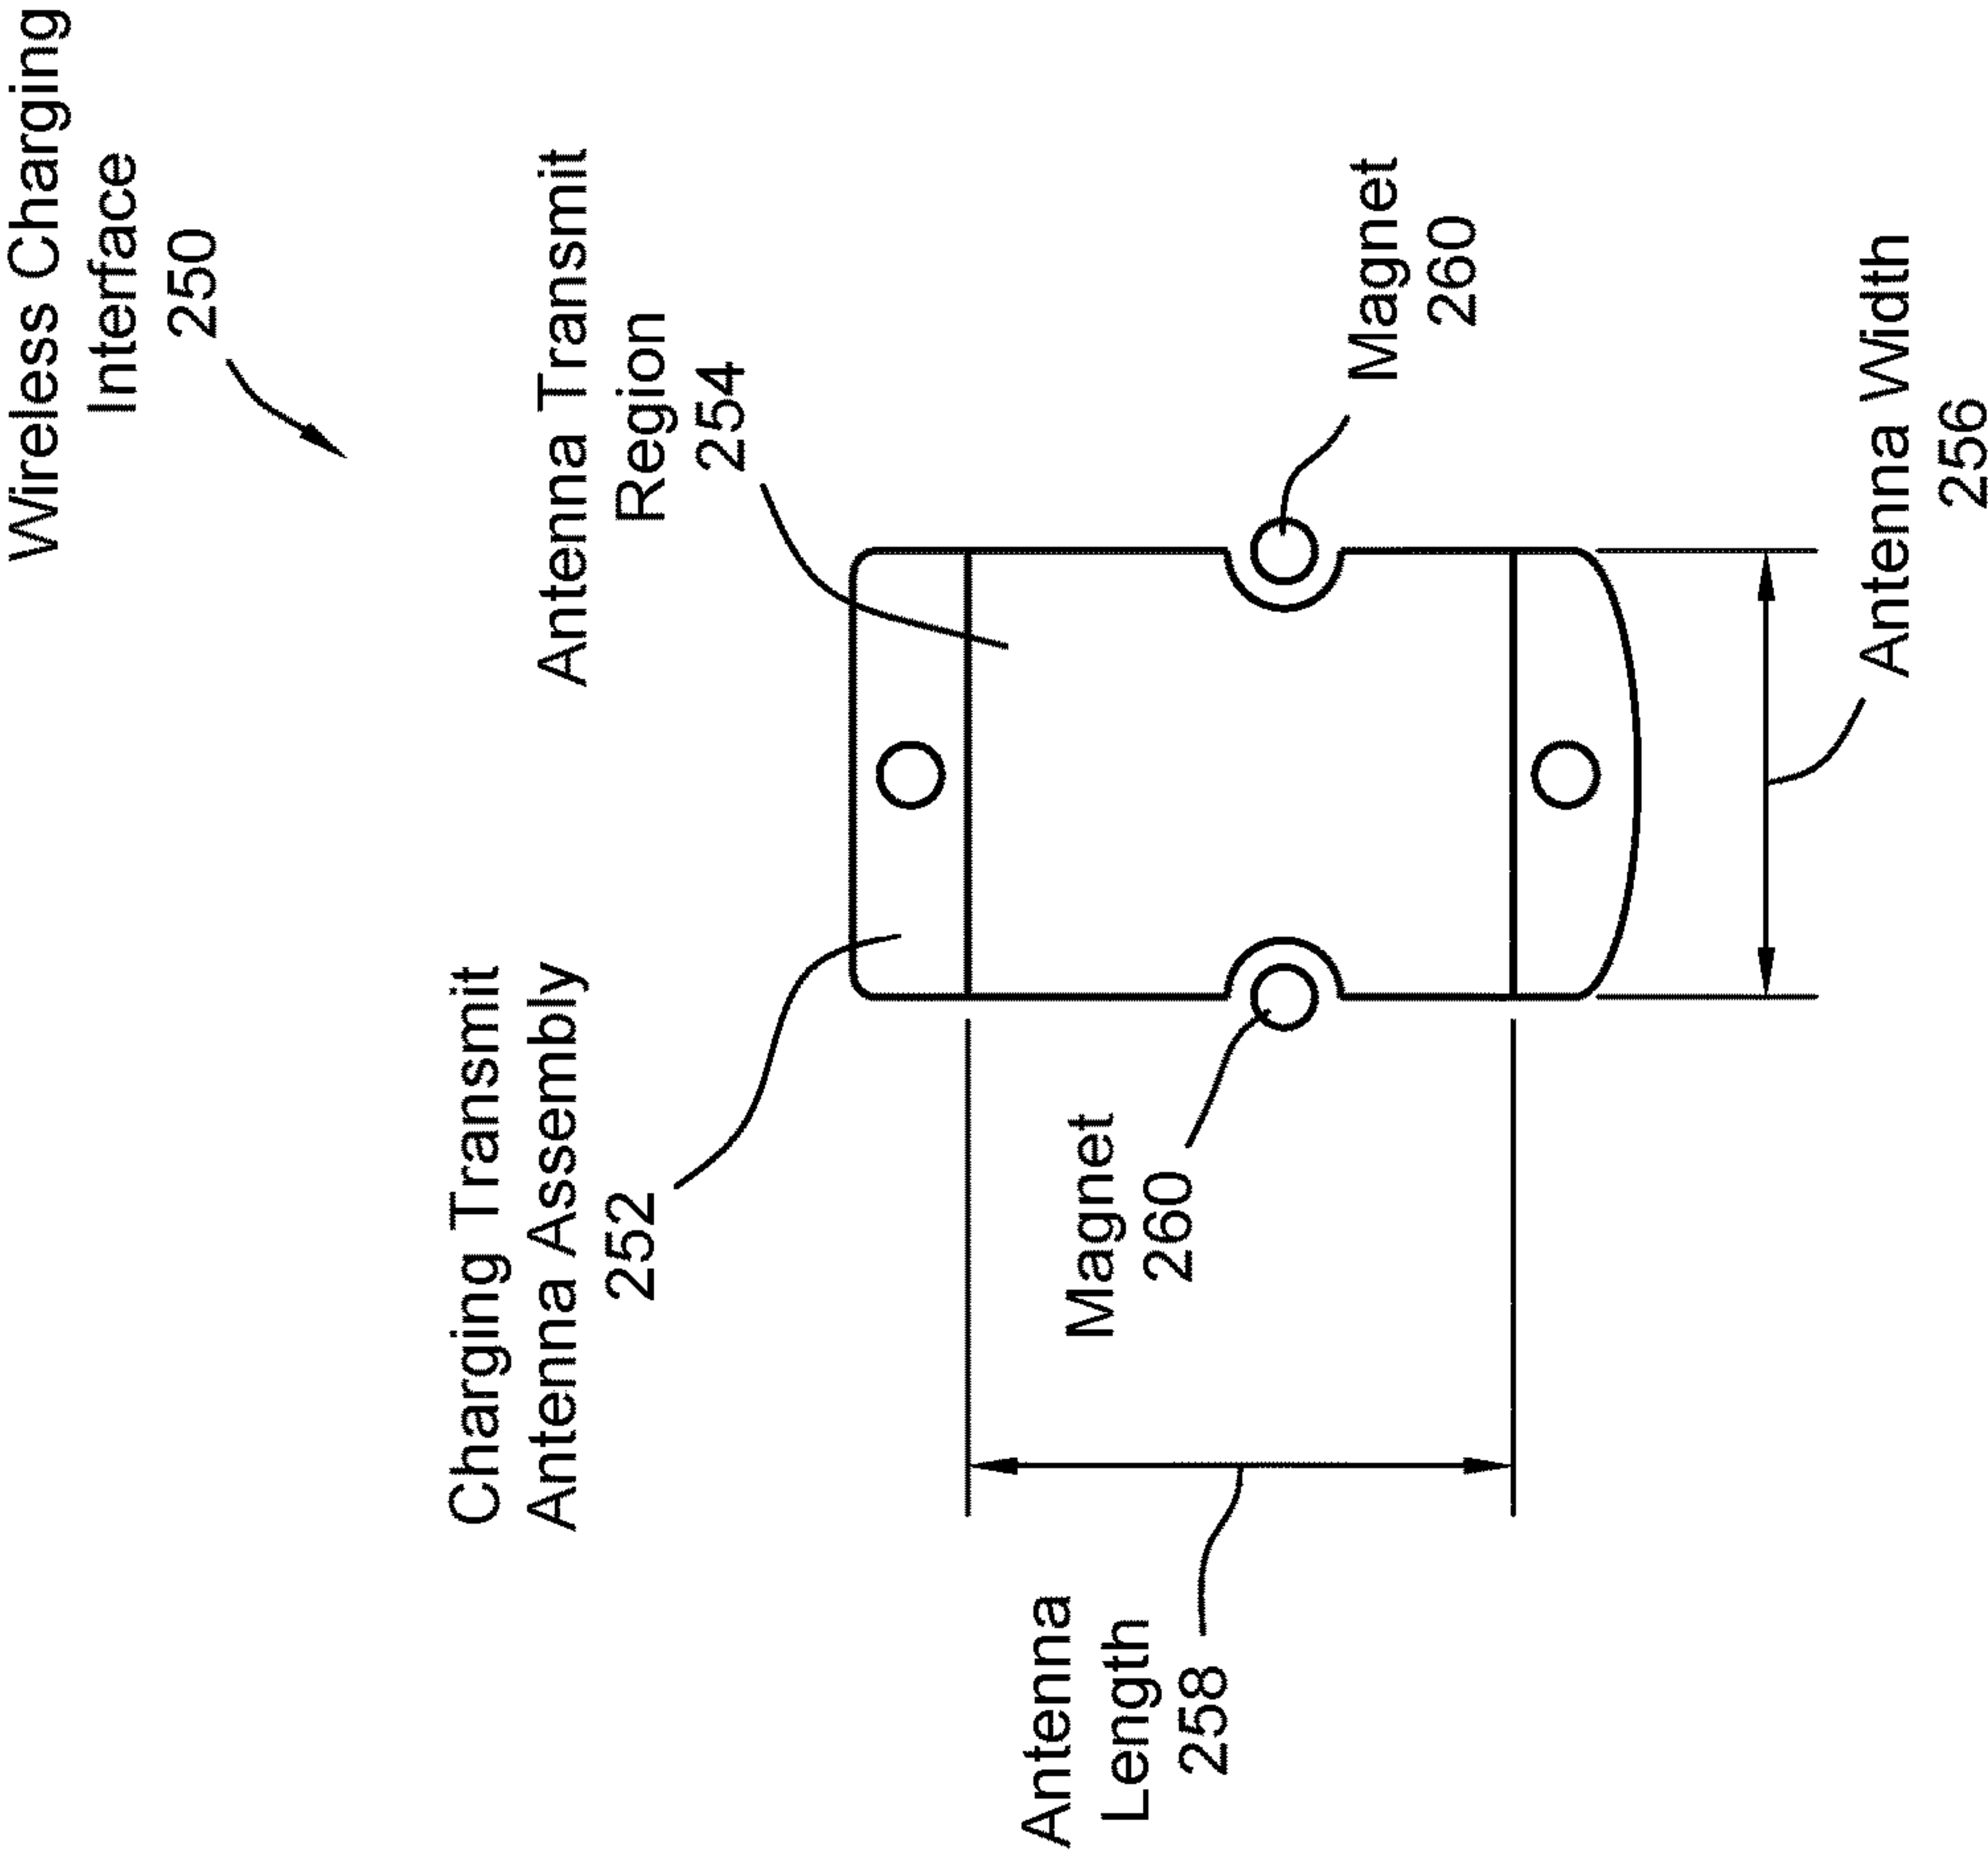 Wireless Charging
Interface
250
Antenna Transmit
Region
254
Charging Transmit
Antenna Assembly
252
Magnet
260
Magnet
260
Antenna
Length
258
Antenna Width
256